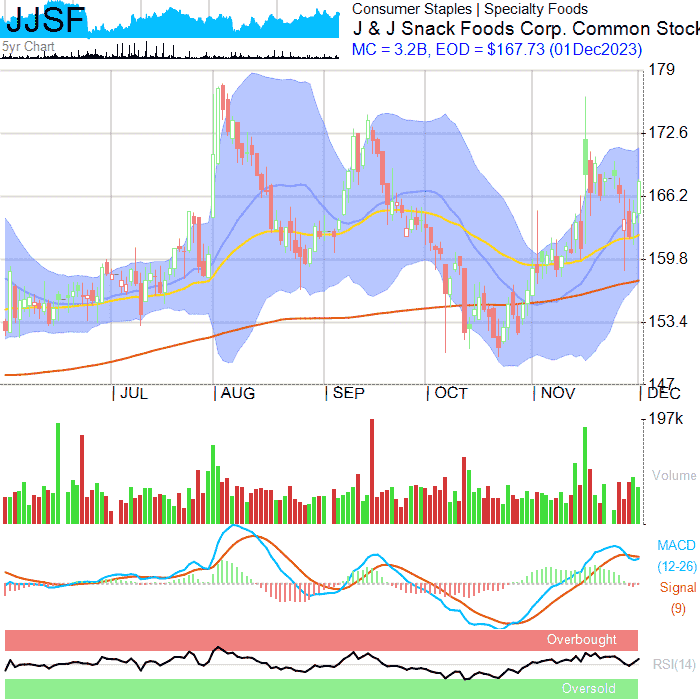 JJSF
Consumer Staples | Specialty Foods
J & J Snack Foods Corp. Common Stock
MC = 3.2B, EOD = $167.73 (01Dec2023)
5yr Chart
179
172.6
166.2
159.8
153.4
147
JUL AUG SEP OCT NOV DEC
197k
Volume
MACD
(12-26)
Signal
(9)
Overbought
RSI(14)
Oversold